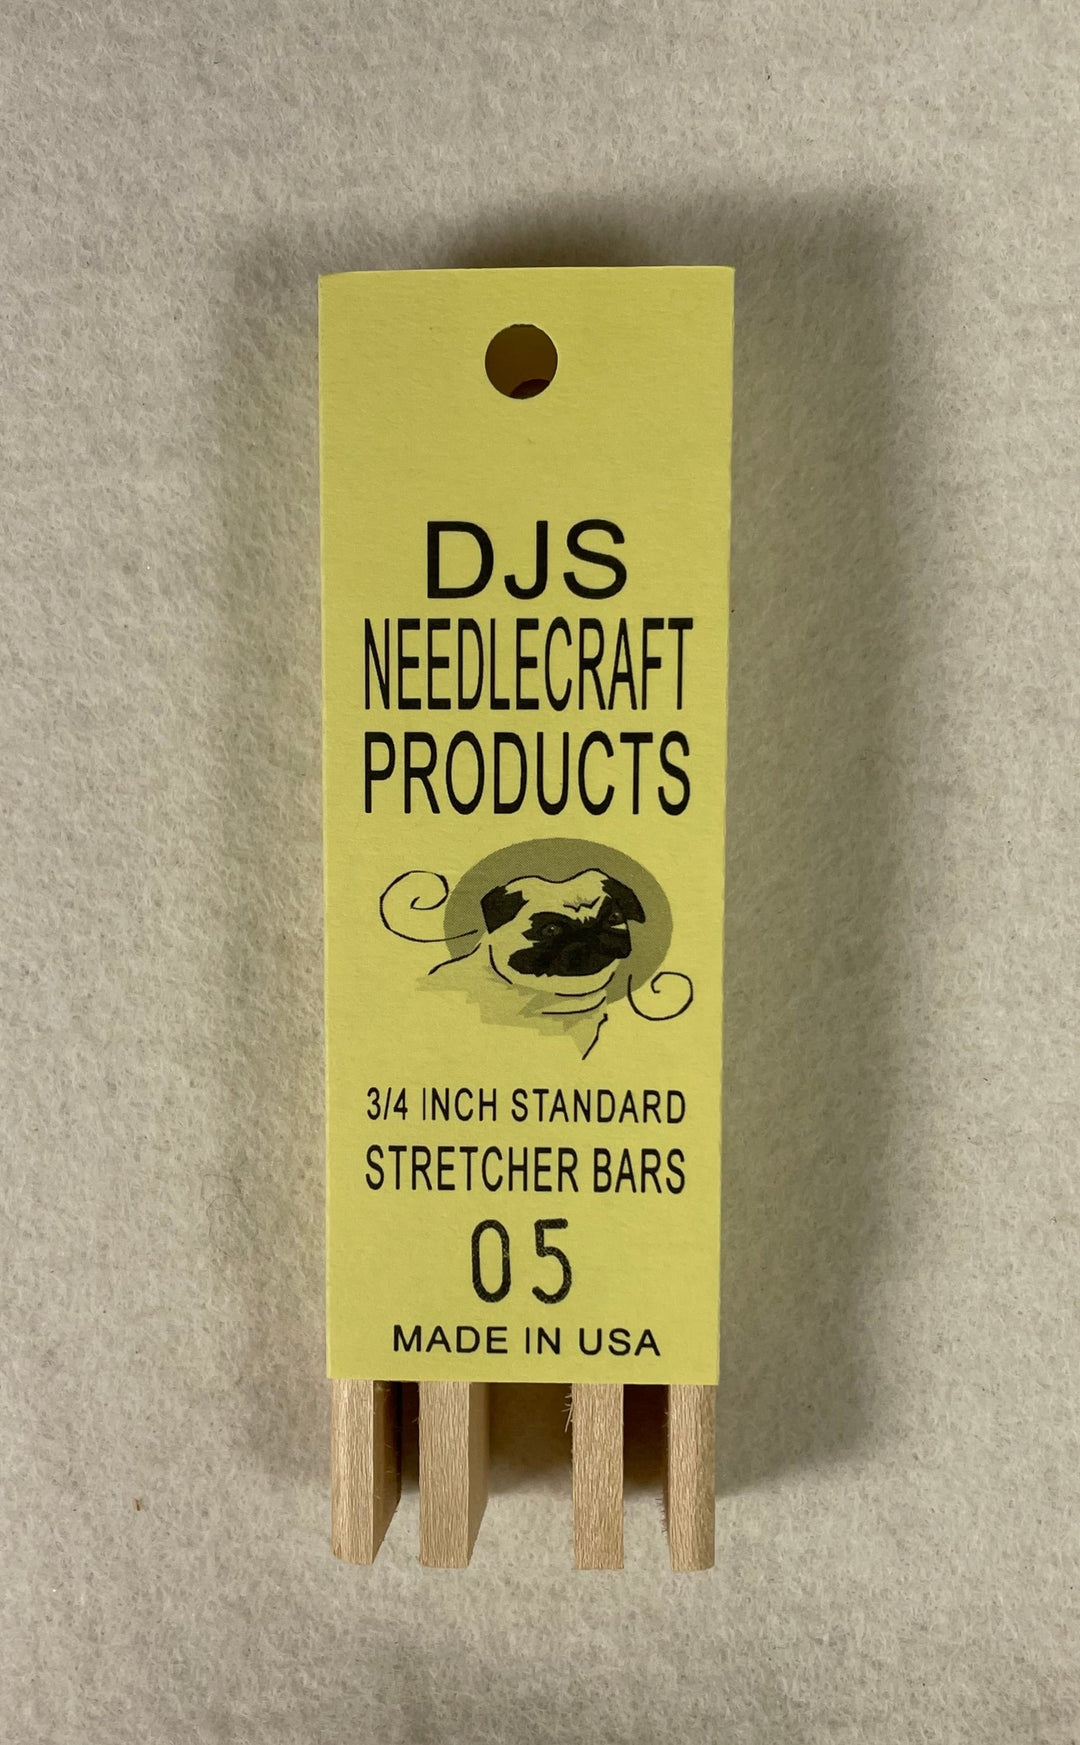 DJS
NEEDLECRAFT
PRODUCTS
3/4 INCH STANDARD
STRETCHER BARS
05
MADE IN USA